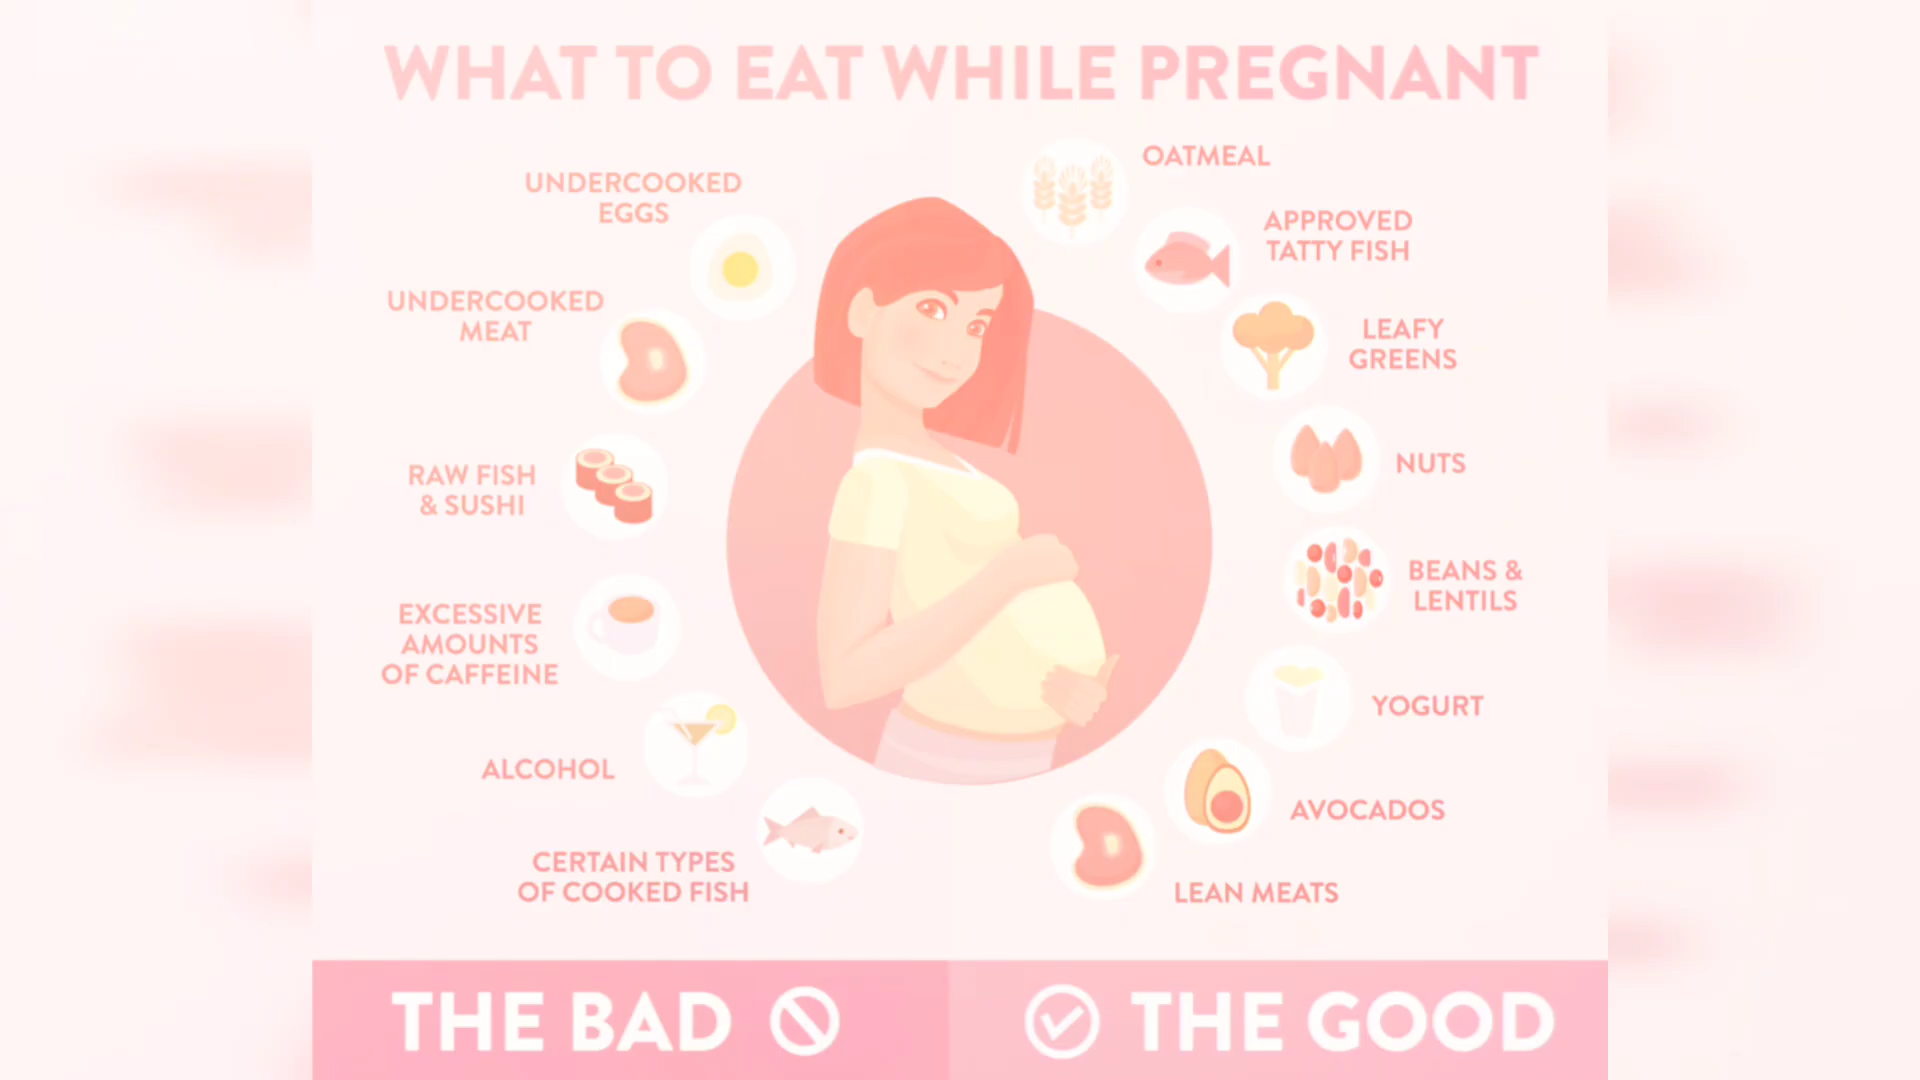 WHAT TO EAT WHILE PREGNANT
UNDERCOOKED
EGGS
UNDERCOOKED
MEAT
RAW FISH
& SUSHI
EXCESSIVE
AMOUNTS
OF CAFFEINE
ALCOHOL
CERTAIN TYPES
OF COOKED FISH
OATMEAL
APPROVED
TATTY FISH
LEAFY
GREENS
NUTS
BEANS &
LENTILS
YOGURT
AVOCADOS
LEAN MEATS
THE BAD
THE GOOD